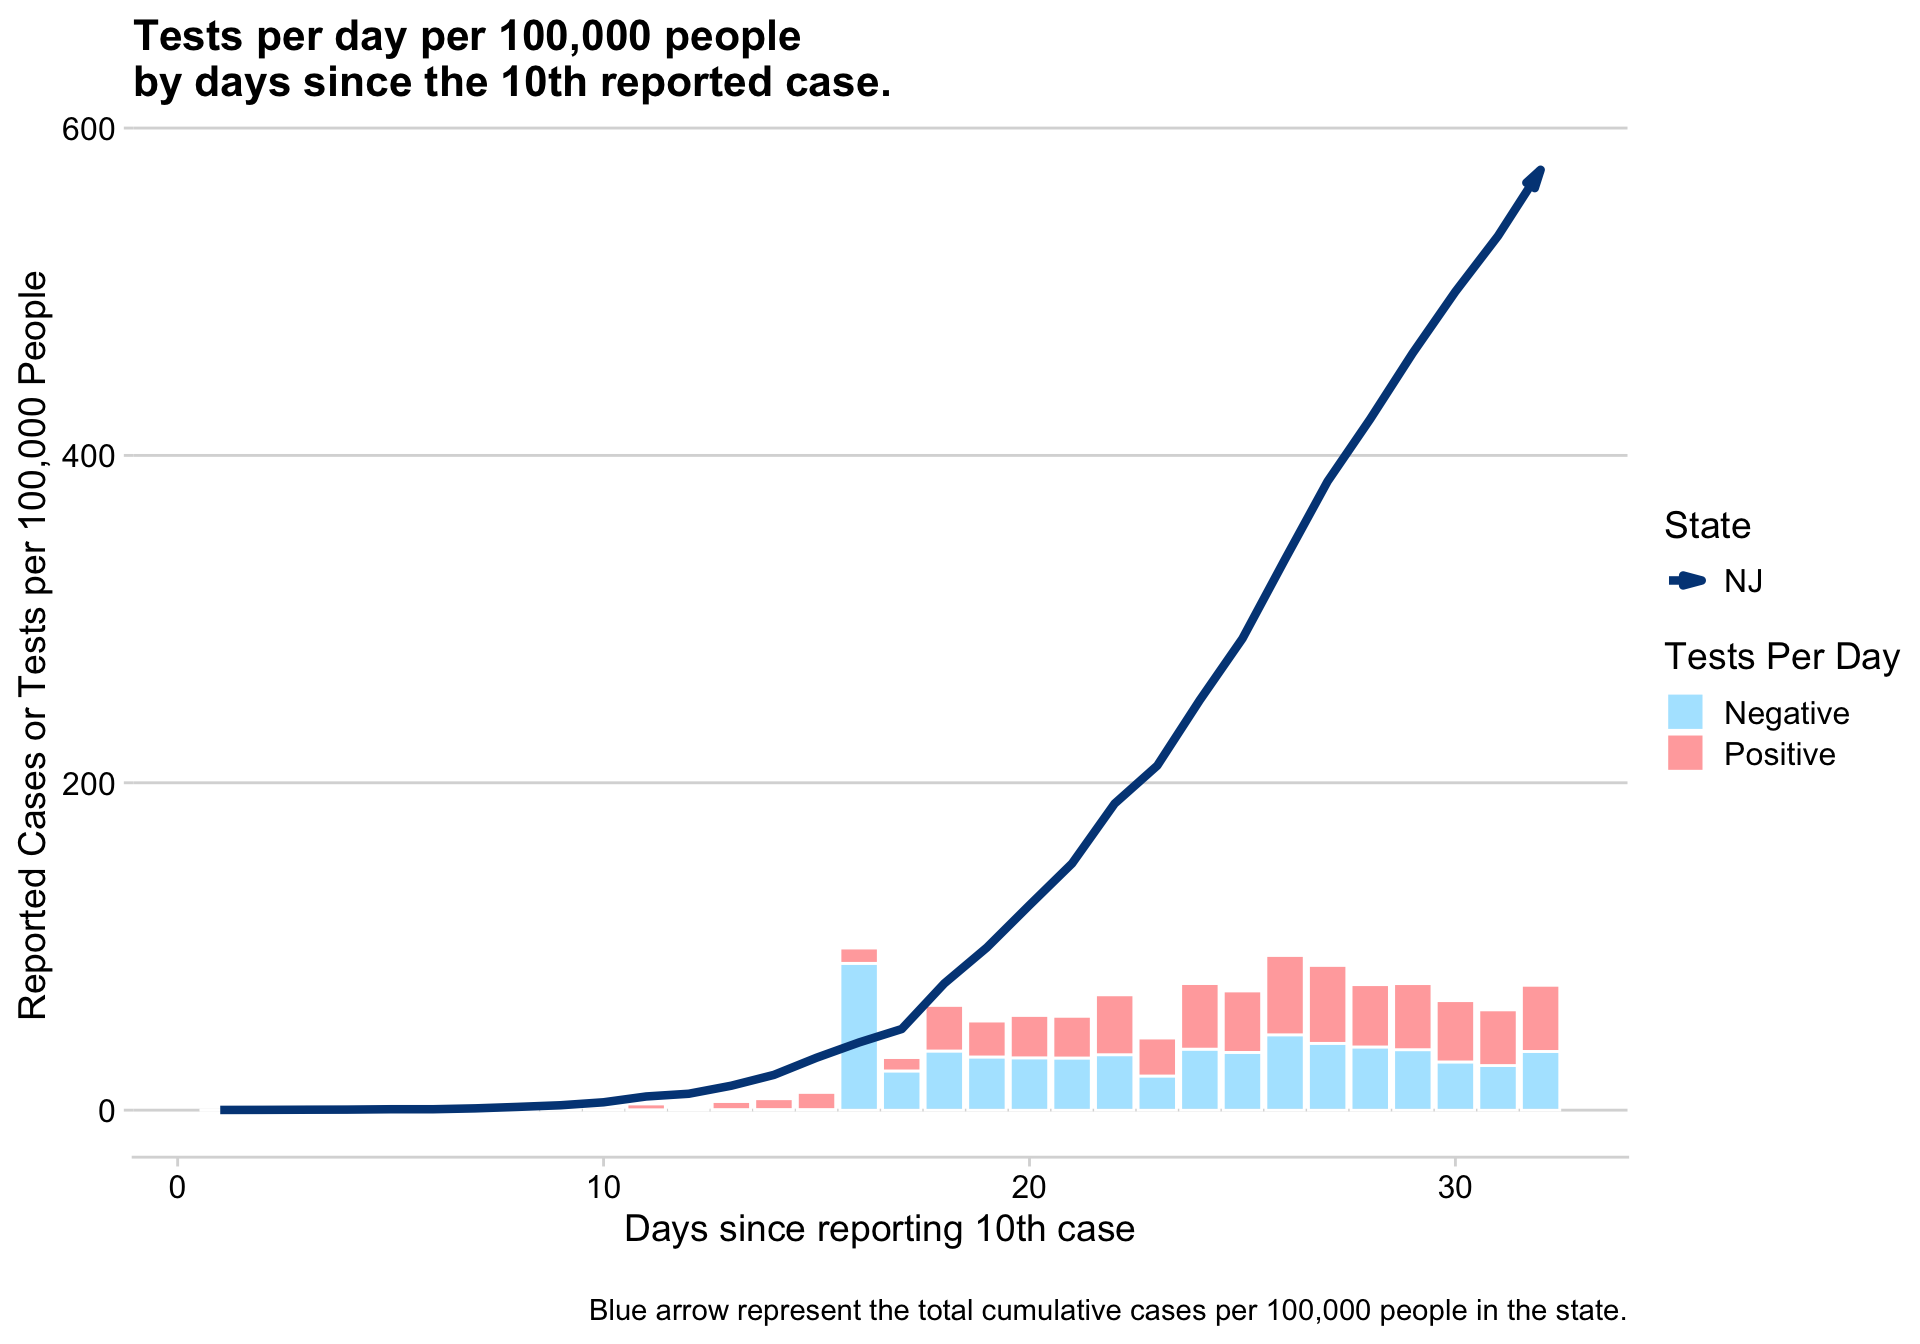 Tests per day per 100,000 people
by days since the 10th reported case.
600
400
200
0
Reported Cases or Tests per 100,000 People
0
10
20
30
Days since reporting 10th case
State
NJ
Tests Per Day
Negative
Positive
Blue arrow represent the total cumulative cases per 100,000 people in the state.